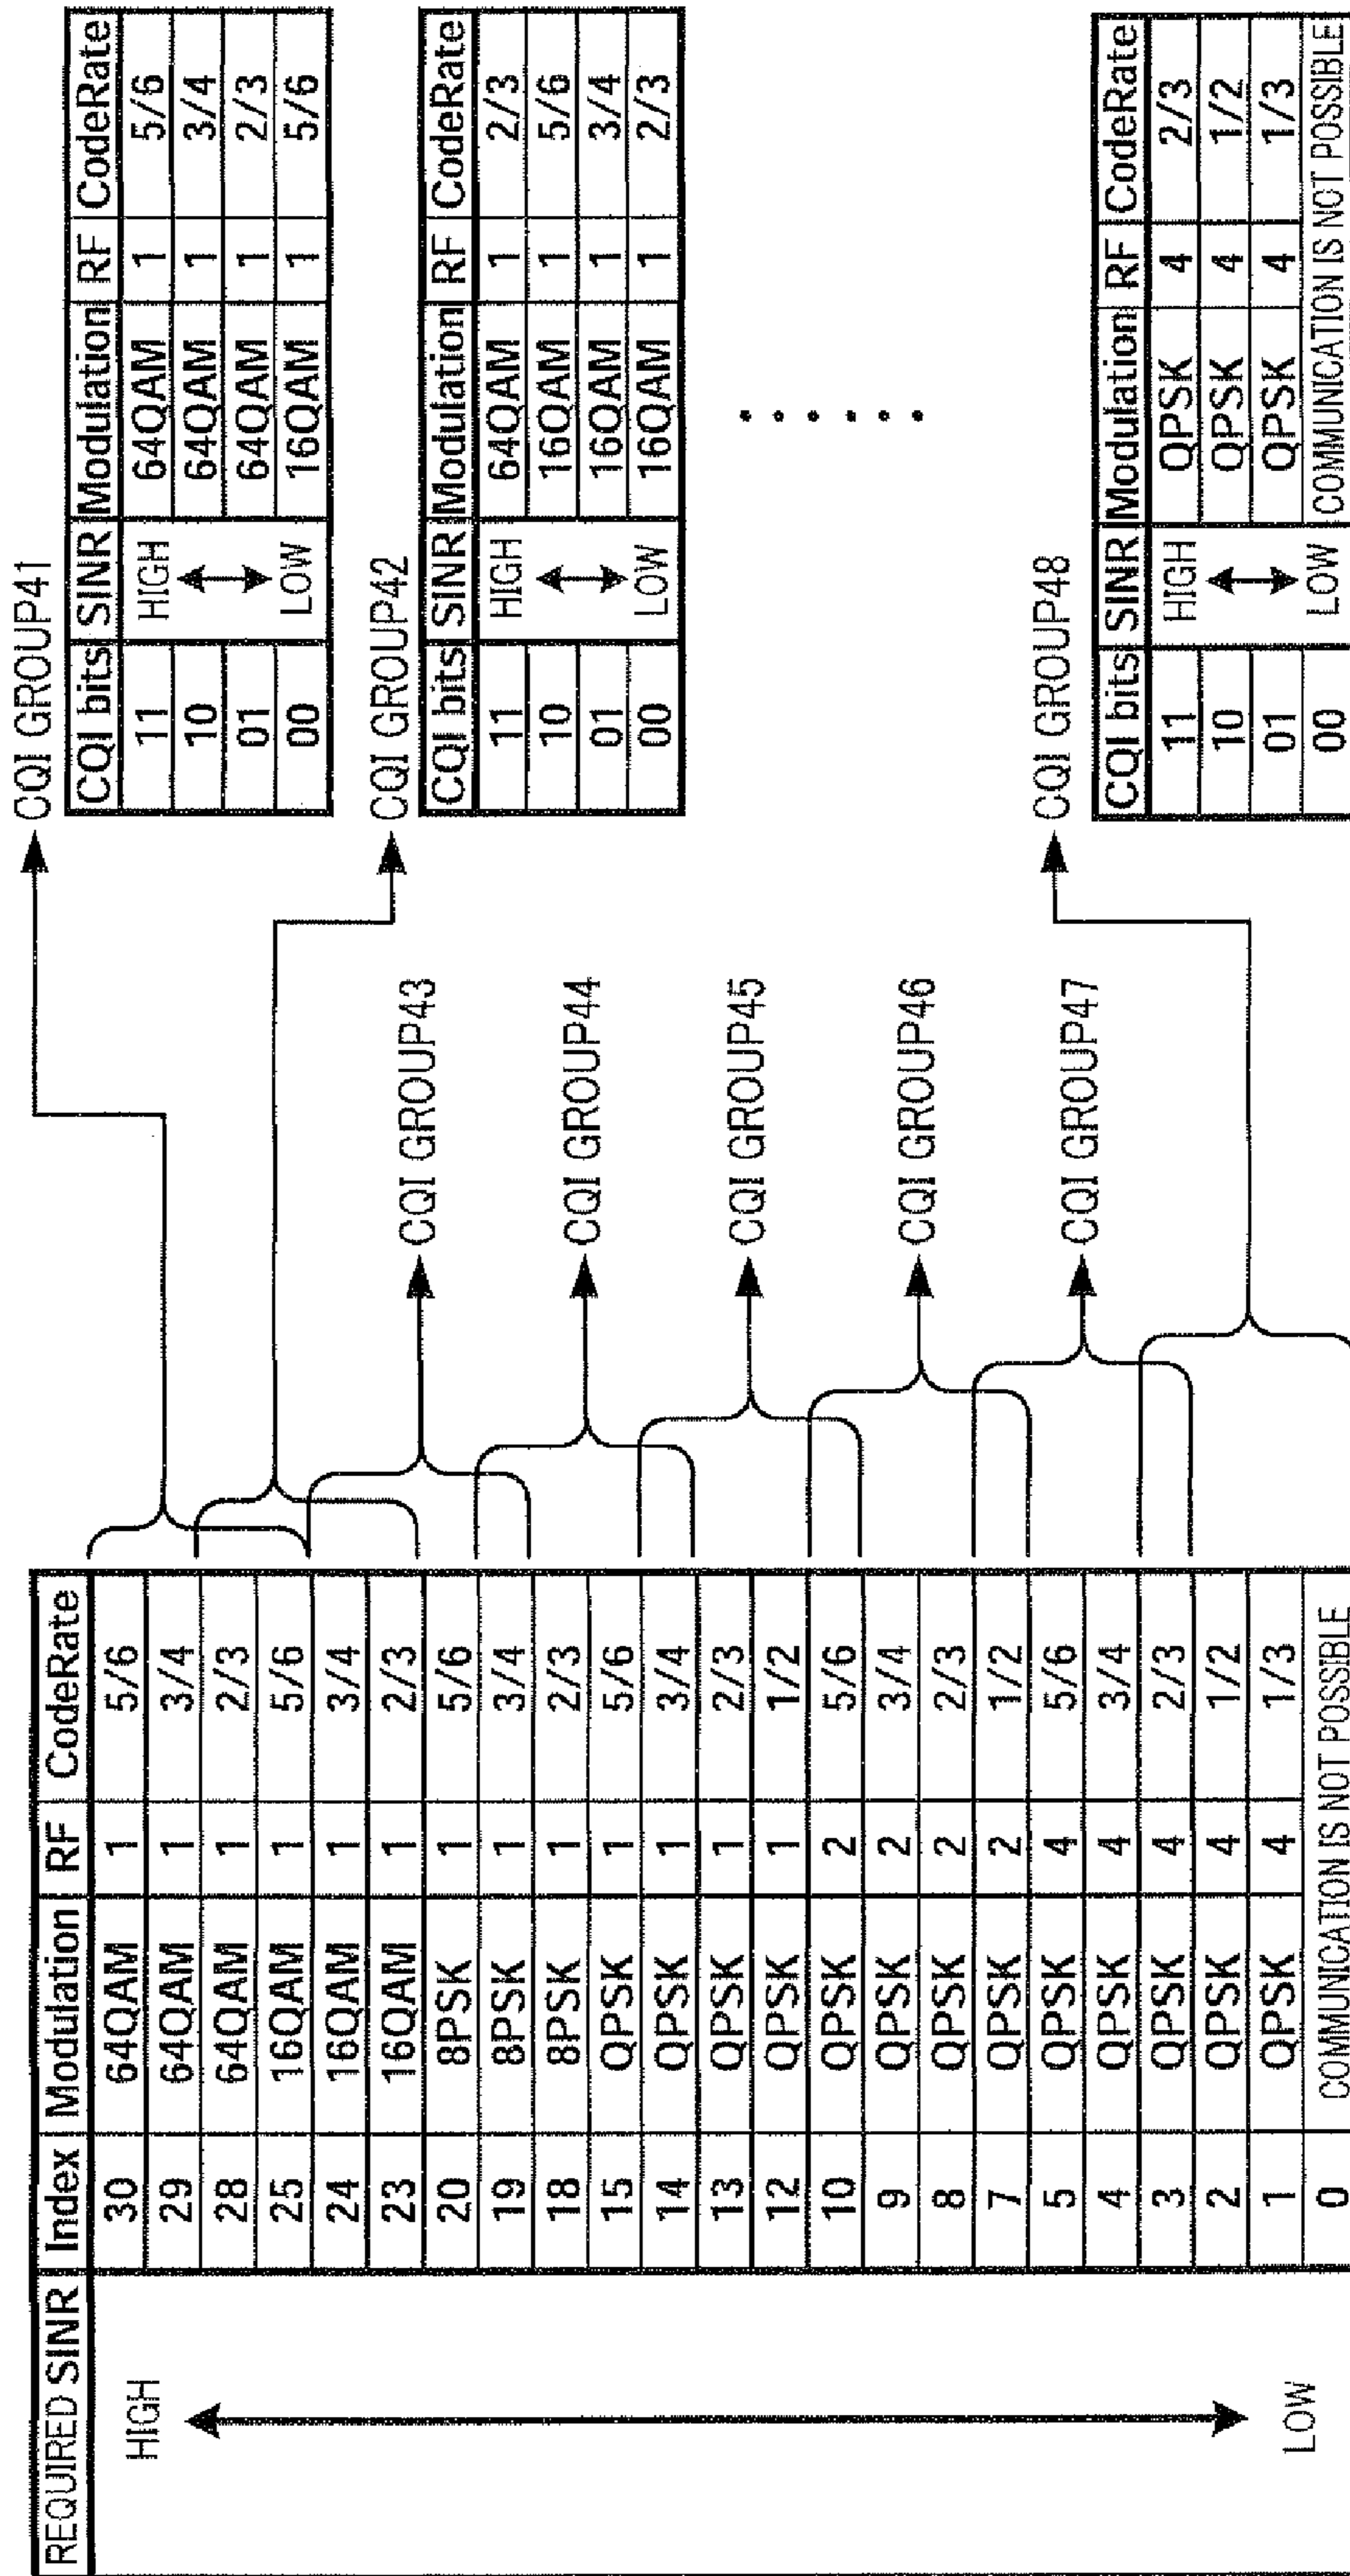 REQUIRED SINR Index Modulation RF CodeRate
HIGH
30 64QAM 1 5/6
29 64QAM 1 3/4
28 64QAM 1 2/3
25 16QAM 1 5/6
24 16QAM 1 3/4
23 16QAM 1 2/3
20 8PSK 1 5/6
19 8PSK 1 3/4
18 8PSK 1 2/3
15 QPSK 1 5/6
14 QPSK 1 3/4
13 QPSK 1 2/3
12 QPSK 1 1/2
10 QPSK 2 5/6
9 QPSK 2 3/4
8 QPSK 2 2/3
7 QPSK 2 1/2
5 QPSK 4 5/6
4 QPSK 4 3/4
3 QPSK 4 2/3
2 QPSK 4 1/2
1 QPSK 4 1/3
0 COMMUNICATION IS NOT POSSIBLE
LOW
CQI GROUP43
CQI GROUP44
CQI GROUP45
CQI GROUP46
CQI GROUP47
CQI GROUP41
CQI bits SINR Modulation RF CodeRate
11 HIGH 64QAM 1 5/6
10 64QAM 1 3/4
01 64QAM 1 2/3
00 LOW 16QAM 1 5/6
CQI GROUP42
CQI bits SINR Modulation RF CodeRate
11 HIGH 64QAM 1 2/3
10 16QAM 1 5/6
01 16QAM 1 3/4
00 LOW 16QAM 1 2/3
CQI GROUP48
CQI bits SINR Modulation RF CodeRate
11 HIGH QPSK 4 2/3
10 QPSK 4 1/2
01 QPSK 4 1/3
00 LOW COMMUNICATION IS NOT POSSIBLE